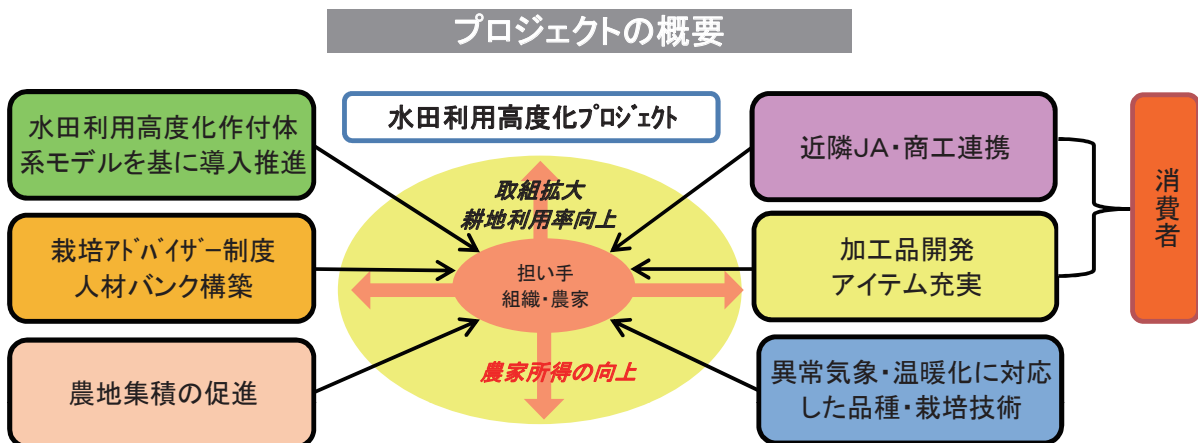 プロジェクトの概要
水田利用高度化プロジェクト
水田利用高度化作付体
系モデルを基に導入推進
栽培ｱﾄﾞﾊﾞｲｻﾞｰ制度
人材バンク構築
農地集積の促進
取組拡大
耕地利用率向上
担い手
組織・農家
農家所得の向上
近隣JA・商工連携
加工品開発
アイテム充実
異常気象・温暖化に対応
した品種・栽培技術
消費者